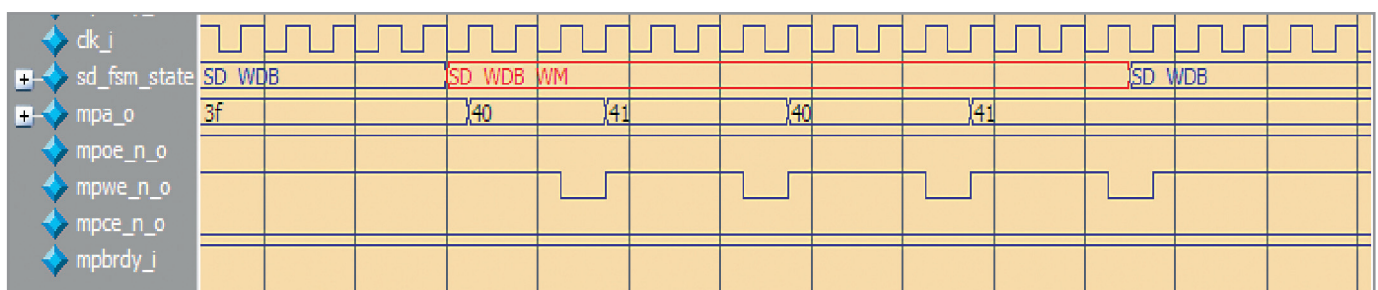 clk_i
sd_fsm_state SD_WDB SD_WDB_WM SD_WDB
mpa_o 3f 40 41 40 41
mpoe_n_o
mpwe_n_o
mpce_n_o
mpbrdy_i